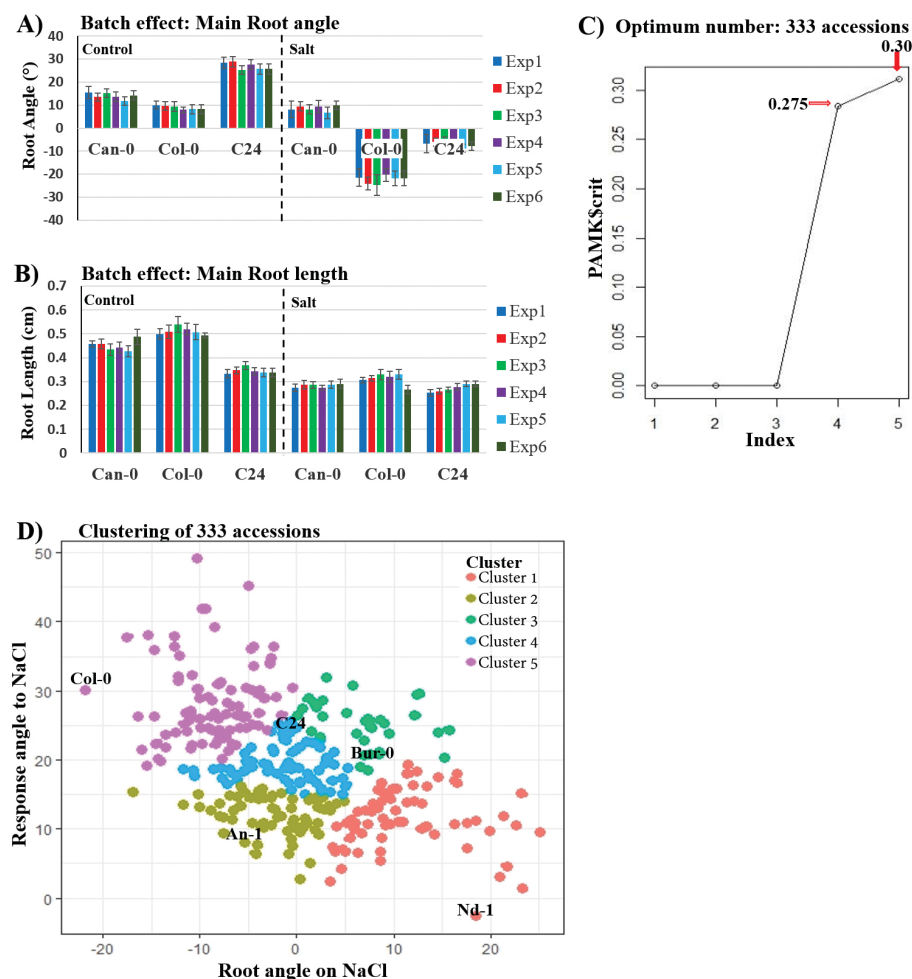 A) Batch effect: Main Root angle
Root Angle (°)
40
30
20
10
0
-10
-20
-30
-40
Control
Salt
Can-0 Col-0 C24 Can-0 Col-0 C24
Exp1
Exp2
Exp3
Exp4
Exp5
Exp6
B) Batch effect: Main Root length
Root Length (cm)
0.7
0.6
0.5
0.4
0.3
0.2
0.1
0
Control
Salt
Can-0 Col-0 C24 Can-0 Col-0 C24
Exp1
Exp2
Exp3
Exp4
Exp5
Exp6
C) Optimum number: 333 accessions
0.30
0.275
PAMK$crit
0.30
0.25
0.20
0.15
0.10
0.05
0.00
1 2 3 4 5
Index
D) Clustering of 333 accessions
Response angle to NaCl
50
40
30
20
10
0
Cluster
Cluster 1
Cluster 2
Cluster 3
Cluster 4
Cluster 5
Col-0
C24
Bur-0
An-1
Nd-1
-20 -10 0 10 20
Root angle on NaCl